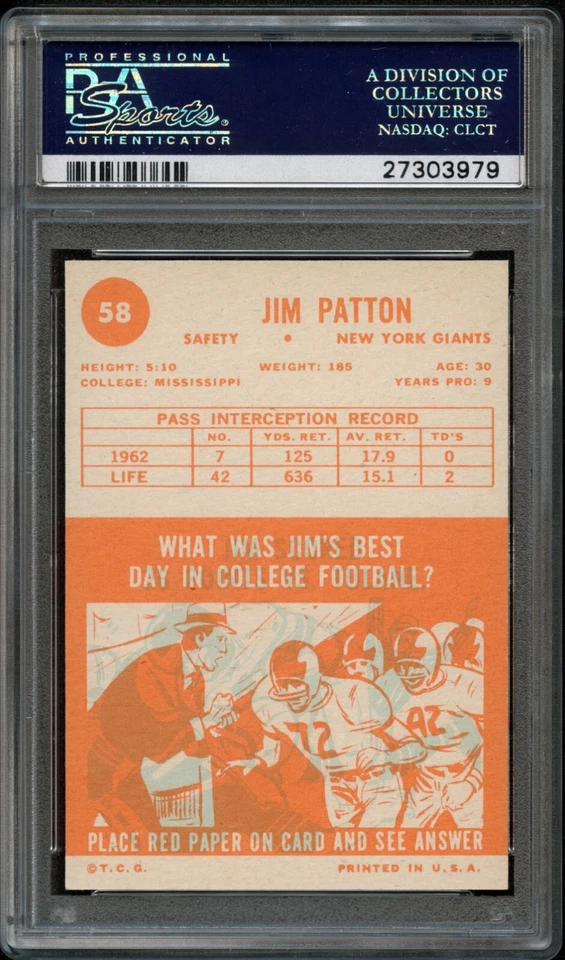 PROFESSIONAL
PSA
Sports
AUTHENTICATOR
A DIVISION OF
COLLECTORS
UNIVERSE
NASDAQ: CLCT
27303979
58
JIM PATTON
SAFETY • NEW YORK GIANTS
HEIGHT: 5:10 WEIGHT: 185 AGE: 30
COLLEGE: MISSISSIPPI YEARS PRO: 9
PASS INTERCEPTION RECORD
NO. YDS. RET. AV. RET. TD'S
1962 7 125 17.9 0
LIFE 42 636 15.1 2
WHAT WAS JIM'S BEST
DAY IN COLLEGE FOOTBALL?
72
42
PLACE RED PAPER ON CARD AND SEE ANSWER
© T.C.G. PRINTED IN U.S.A.